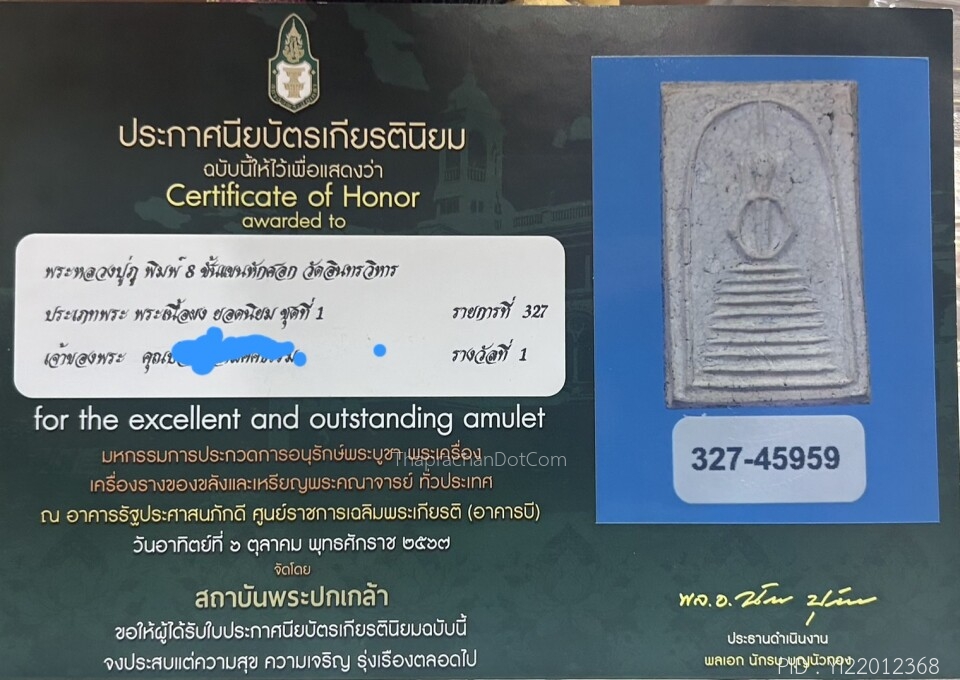 ประกาศนียบัตรเกียรตินิยม
ฉบับนี้ให้ไว้เพื่อแสดงว่า
Certificate of Honor
awarded to
พระหลวงปู่ภู พิมพ์ 8 ชั้นแขนหักศอก วัดอินทรวิหาร
ประเภทพระ พระเนื้อผง ยอดนิยม ชุดที่ 1 รายการที่ 327
เจ้าของพระ รางวัลที่ 1
for the excellent and outstanding amulet
มหกรรมการประกวดการอนุรักษ์พระบูชา พระเครื่อง
ThaprachanDotCom
เครื่องรางของขลังและเหรียญพระคณาจารย์ ทั่วประเทศ
ณ อาคารรัฐประศาสนภักดี ศูนย์ราชการเฉลิมพระเกียรติ (อาคารบี)
วันอาทิตย์ที่ ๖ ตุลาคม พุทธศักราช ๒๕๖๗
จัดโดย
สถาบันพระปกเกล้า
ขอให้ผู้ได้รับใบประกาศนียบัตรเกียรตินิยมฉบับนี้
จงประสบแต่ความสุข ความเจริญ รุ่งเรืองตลอดไป
327-45959
พล.อ.
ประธานดำเนินงาน
พลเอก นักรบ บุญบัวทอง
PID : 1122012368